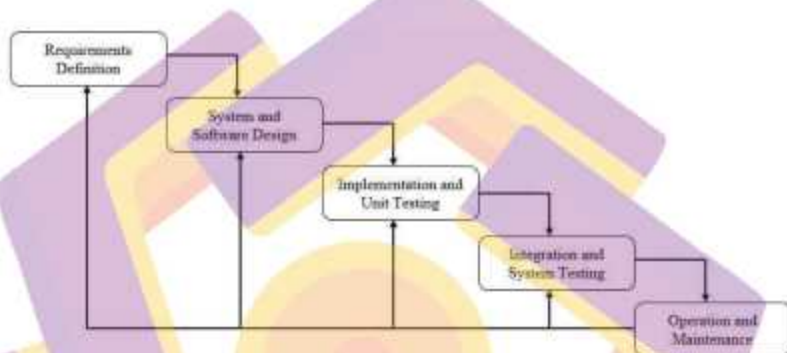 Requirements
Definition
System and
Software Design
Implementation and
Unit Testing
Integration and
System Testing
Operation and
Maintenance